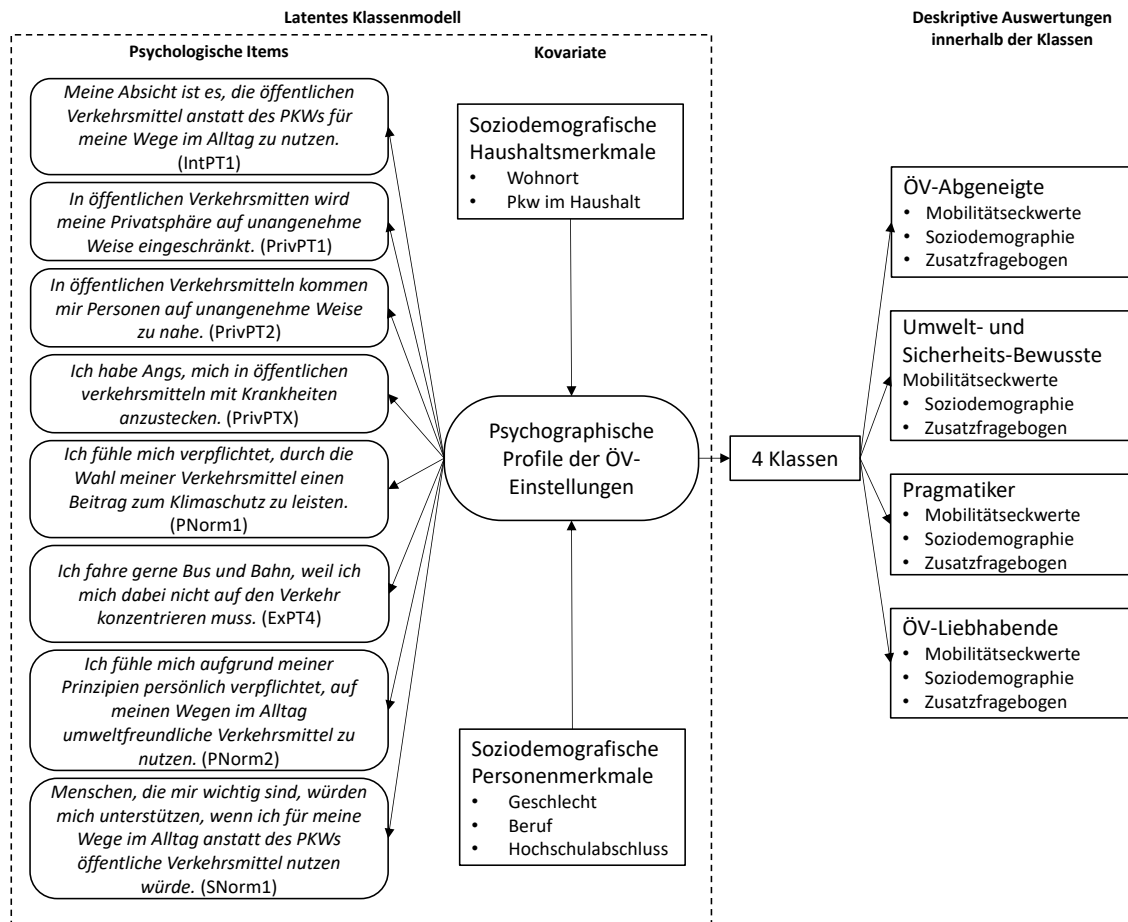 Latentes Klassenmodell
Psychologische Items
Meine Absicht ist es, die öffentlichen
Verkehrsmittel anstatt des PKWs für
meine Wege im Alltag zu nutzen.
(IntPT1)
In öffentlichen Verkehrsmitten wird
meine Privatsphäre auf unangenehme
Weise eingeschränkt. (PrivPT1)
In öffentlichen Verkehrsmitteln kommen
mir Personen auf unangenehme Weise
zu nahe. (PrivPT2)
Ich habe Angs, mich in öffentlichen
verkehrsmitteln mit Krankheiten
anzustecken. (PrivPTX)
Ich fühle mich verpflichtet, durch die
Wahl meiner Verkehrsmittel einen
Beitrag zum Klimaschutz zu leisten.
(PNorm1)
Ich fahre gerne Bus und Bahn, weil ich
mich dabei nicht auf den Verkehr
konzentrieren muss. (ExPT4)
Ich fühle mich aufgrund meiner
Prinzipien persönlich verpflichtet, auf
meinen Wegen im Alltag
umweltfreundliche Verkehrsmittel zu
nutzen. (PNorm2)
Menschen, die mir wichtig sind, würden
mich unterstützen, wenn ich für meine
Wege im Alltag anstatt des PKWs
öffentliche Verkehrsmittel nutzen
würde. (SNorm1)
Kovariate
Soziodemografische
Haushaltsmerkmale
• Wohnort
• Pkw im Haushalt
Psychographische
Profile der ÖV-
Einstellungen
Soziodemografische
Personenmerkmale
• Geschlecht
• Beruf
• Hochschulabschluss
4 Klassen
Deskriptive Auswertungen
innerhalb der Klassen
ÖV-Abgeneigte
• Mobilitätseckwerte
• Soziodemographie
• Zusatzfragebogen
Umwelt- und
Sicherheits-Bewusste
Mobilitätseckwerte
• Soziodemographie
• Zusatzfragebogen
Pragmatiker
• Mobilitätseckwerte
• Soziodemographie
• Zusatzfragebogen
ÖV-Liebhabende
• Mobilitätseckwerte
• Soziodemographie
• Zusatzfragebogen